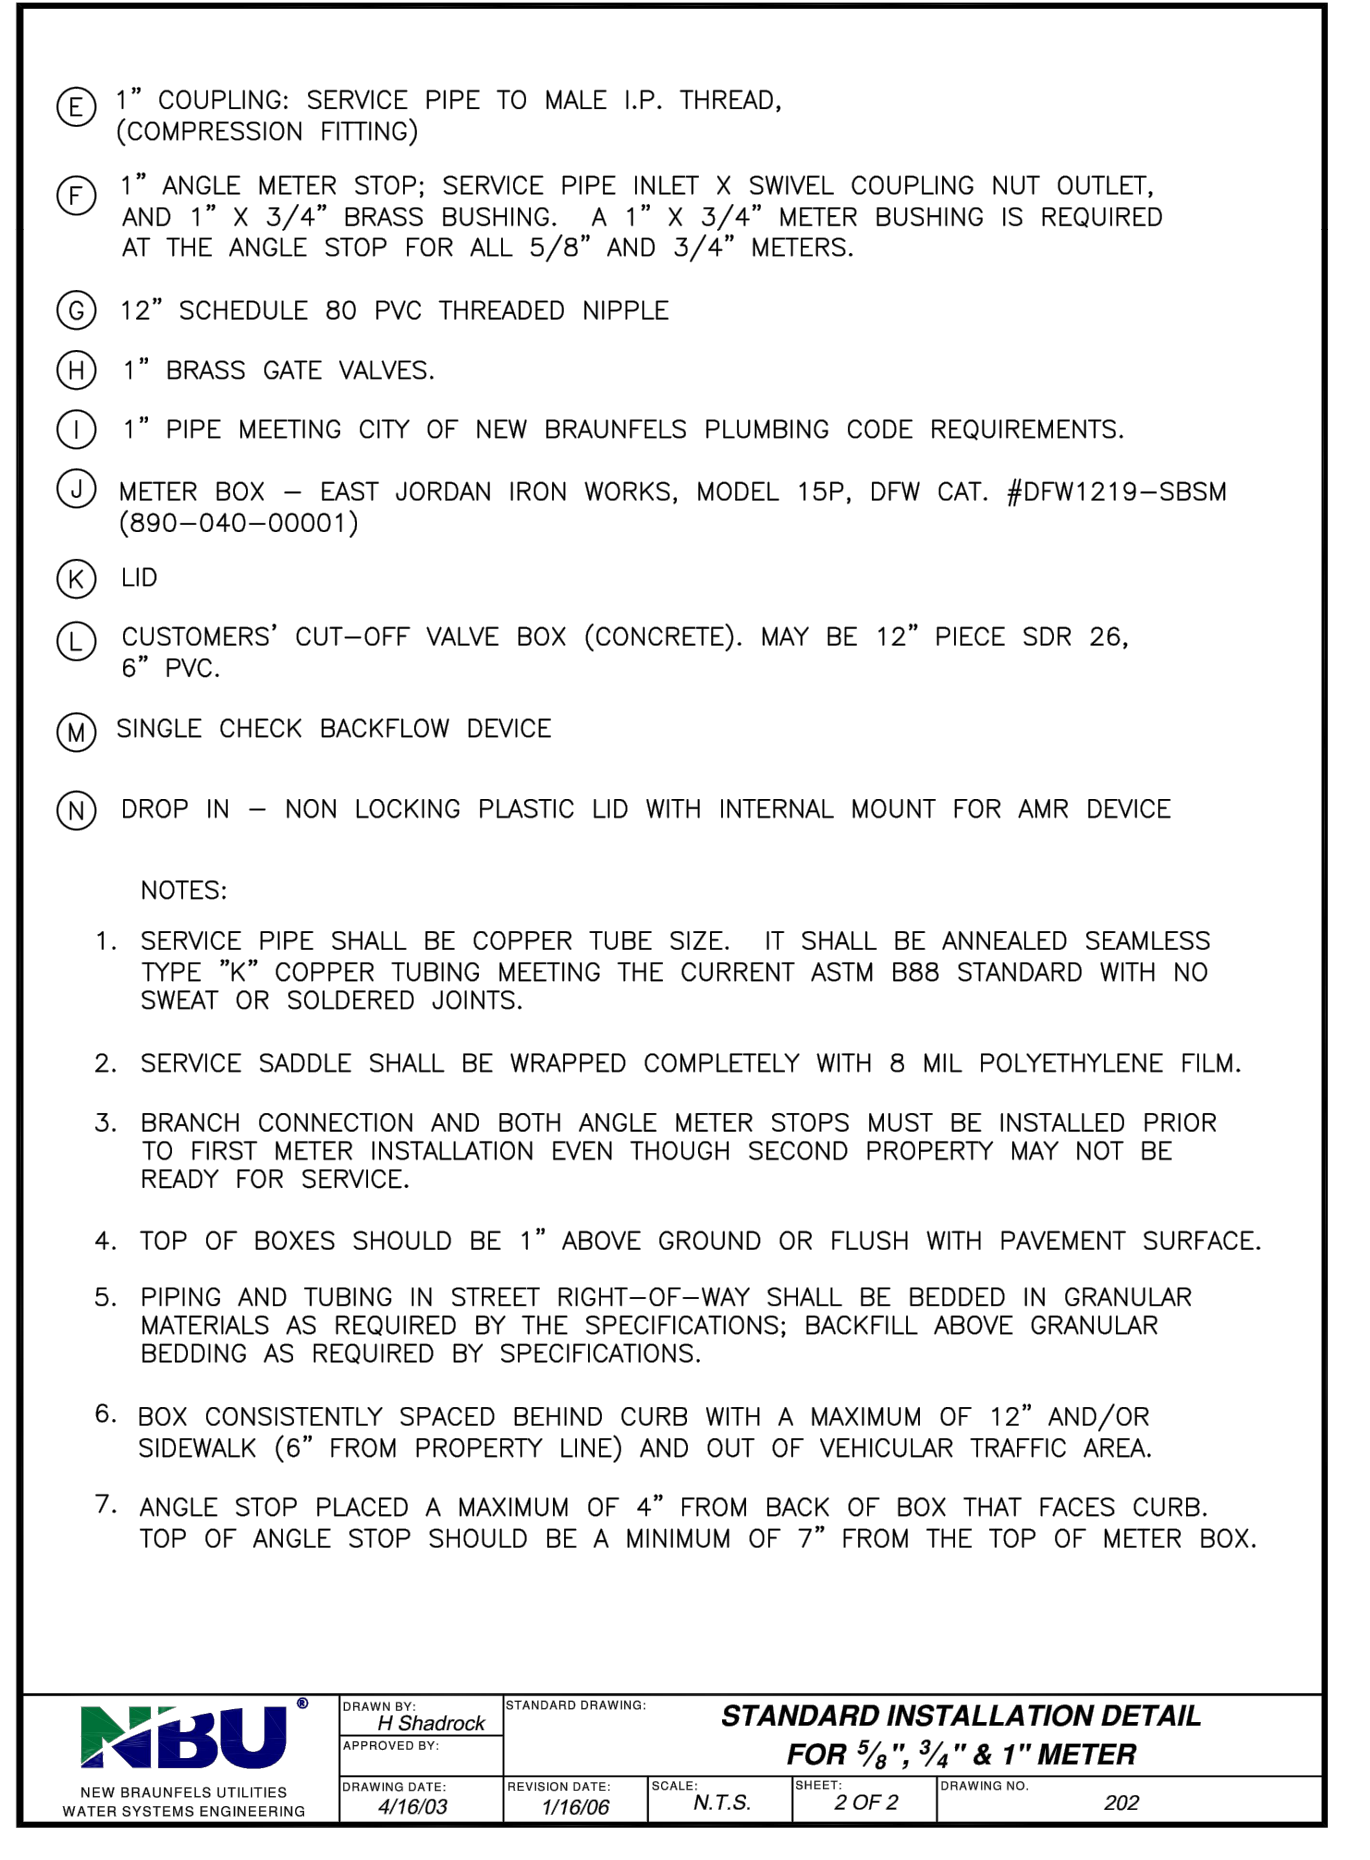 E 1" COUPLING: SERVICE PIPE TO MALE I.P. THREAD,
(COMPRESSION FITTING)
F 1" ANGLE METER STOP; SERVICE PIPE INLET X SWIVEL COUPLING NUT OUTLET,
AND 1" X 3/4" BRASS BUSHING. A 1" X 3/4" METER BUSHING IS REQUIRED
AT THE ANGLE STOP FOR ALL 5/8" AND 3/4" METERS.
G 12" SCHEDULE 80 PVC THREADED NIPPLE
H 1" BRASS GATE VALVES.
I 1" PIPE MEETING CITY OF NEW BRAUNFELS PLUMBING CODE REQUIREMENTS.
J METER BOX – EAST JORDAN IRON WORKS, MODEL 15P, DFW CAT. #DFW1219–SBSM
(890–040–00001)
K LID
L CUSTOMERS' CUT–OFF VALVE BOX (CONCRETE). MAY BE 12" PIECE SDR 26,
6" PVC.
M SINGLE CHECK BACKFLOW DEVICE
N DROP IN – NON LOCKING PLASTIC LID WITH INTERNAL MOUNT FOR AMR DEVICE
NOTES:
1. SERVICE PIPE SHALL BE COPPER TUBE SIZE. IT SHALL BE ANNEALED SEAMLESS
TYPE "K" COPPER TUBING MEETING THE CURRENT ASTM B88 STANDARD WITH NO
SWEAT OR SOLDERED JOINTS.
2. SERVICE SADDLE SHALL BE WRAPPED COMPLETELY WITH 8 MIL POLYETHYLENE FILM.
3. BRANCH CONNECTION AND BOTH ANGLE METER STOPS MUST BE INSTALLED PRIOR
TO FIRST METER INSTALLATION EVEN THOUGH SECOND PROPERTY MAY NOT BE
READY FOR SERVICE.
4. TOP OF BOXES SHOULD BE 1" ABOVE GROUND OR FLUSH WITH PAVEMENT SURFACE.
5. PIPING AND TUBING IN STREET RIGHT–OF–WAY SHALL BE BEDDED IN GRANULAR
MATERIALS AS REQUIRED BY THE SPECIFICATIONS; BACKFILL ABOVE GRANULAR
BEDDING AS REQUIRED BY SPECIFICATIONS.
6. BOX CONSISTENTLY SPACED BEHIND CURB WITH A MAXIMUM OF 12" AND/OR
SIDEWALK (6" FROM PROPERTY LINE) AND OUT OF VEHICULAR TRAFFIC AREA.
7. ANGLE STOP PLACED A MAXIMUM OF 4" FROM BACK OF BOX THAT FACES CURB.
TOP OF ANGLE STOP SHOULD BE A MINIMUM OF 7" FROM THE TOP OF METER BOX.
NBU®
NEW BRAUNFELS UTILITIES
WATER SYSTEMS ENGINEERING
DRAWN BY:
H Shadrock
APPROVED BY:
STANDARD DRAWING:
STANDARD INSTALLATION DETAIL
FOR 5/8", 3/4" & 1" METER
DRAWING DATE:
4/16/03
REVISION DATE:
1/16/06
SCALE:
N.T.S.
SHEET:
2 OF 2
DRAWING NO.
202